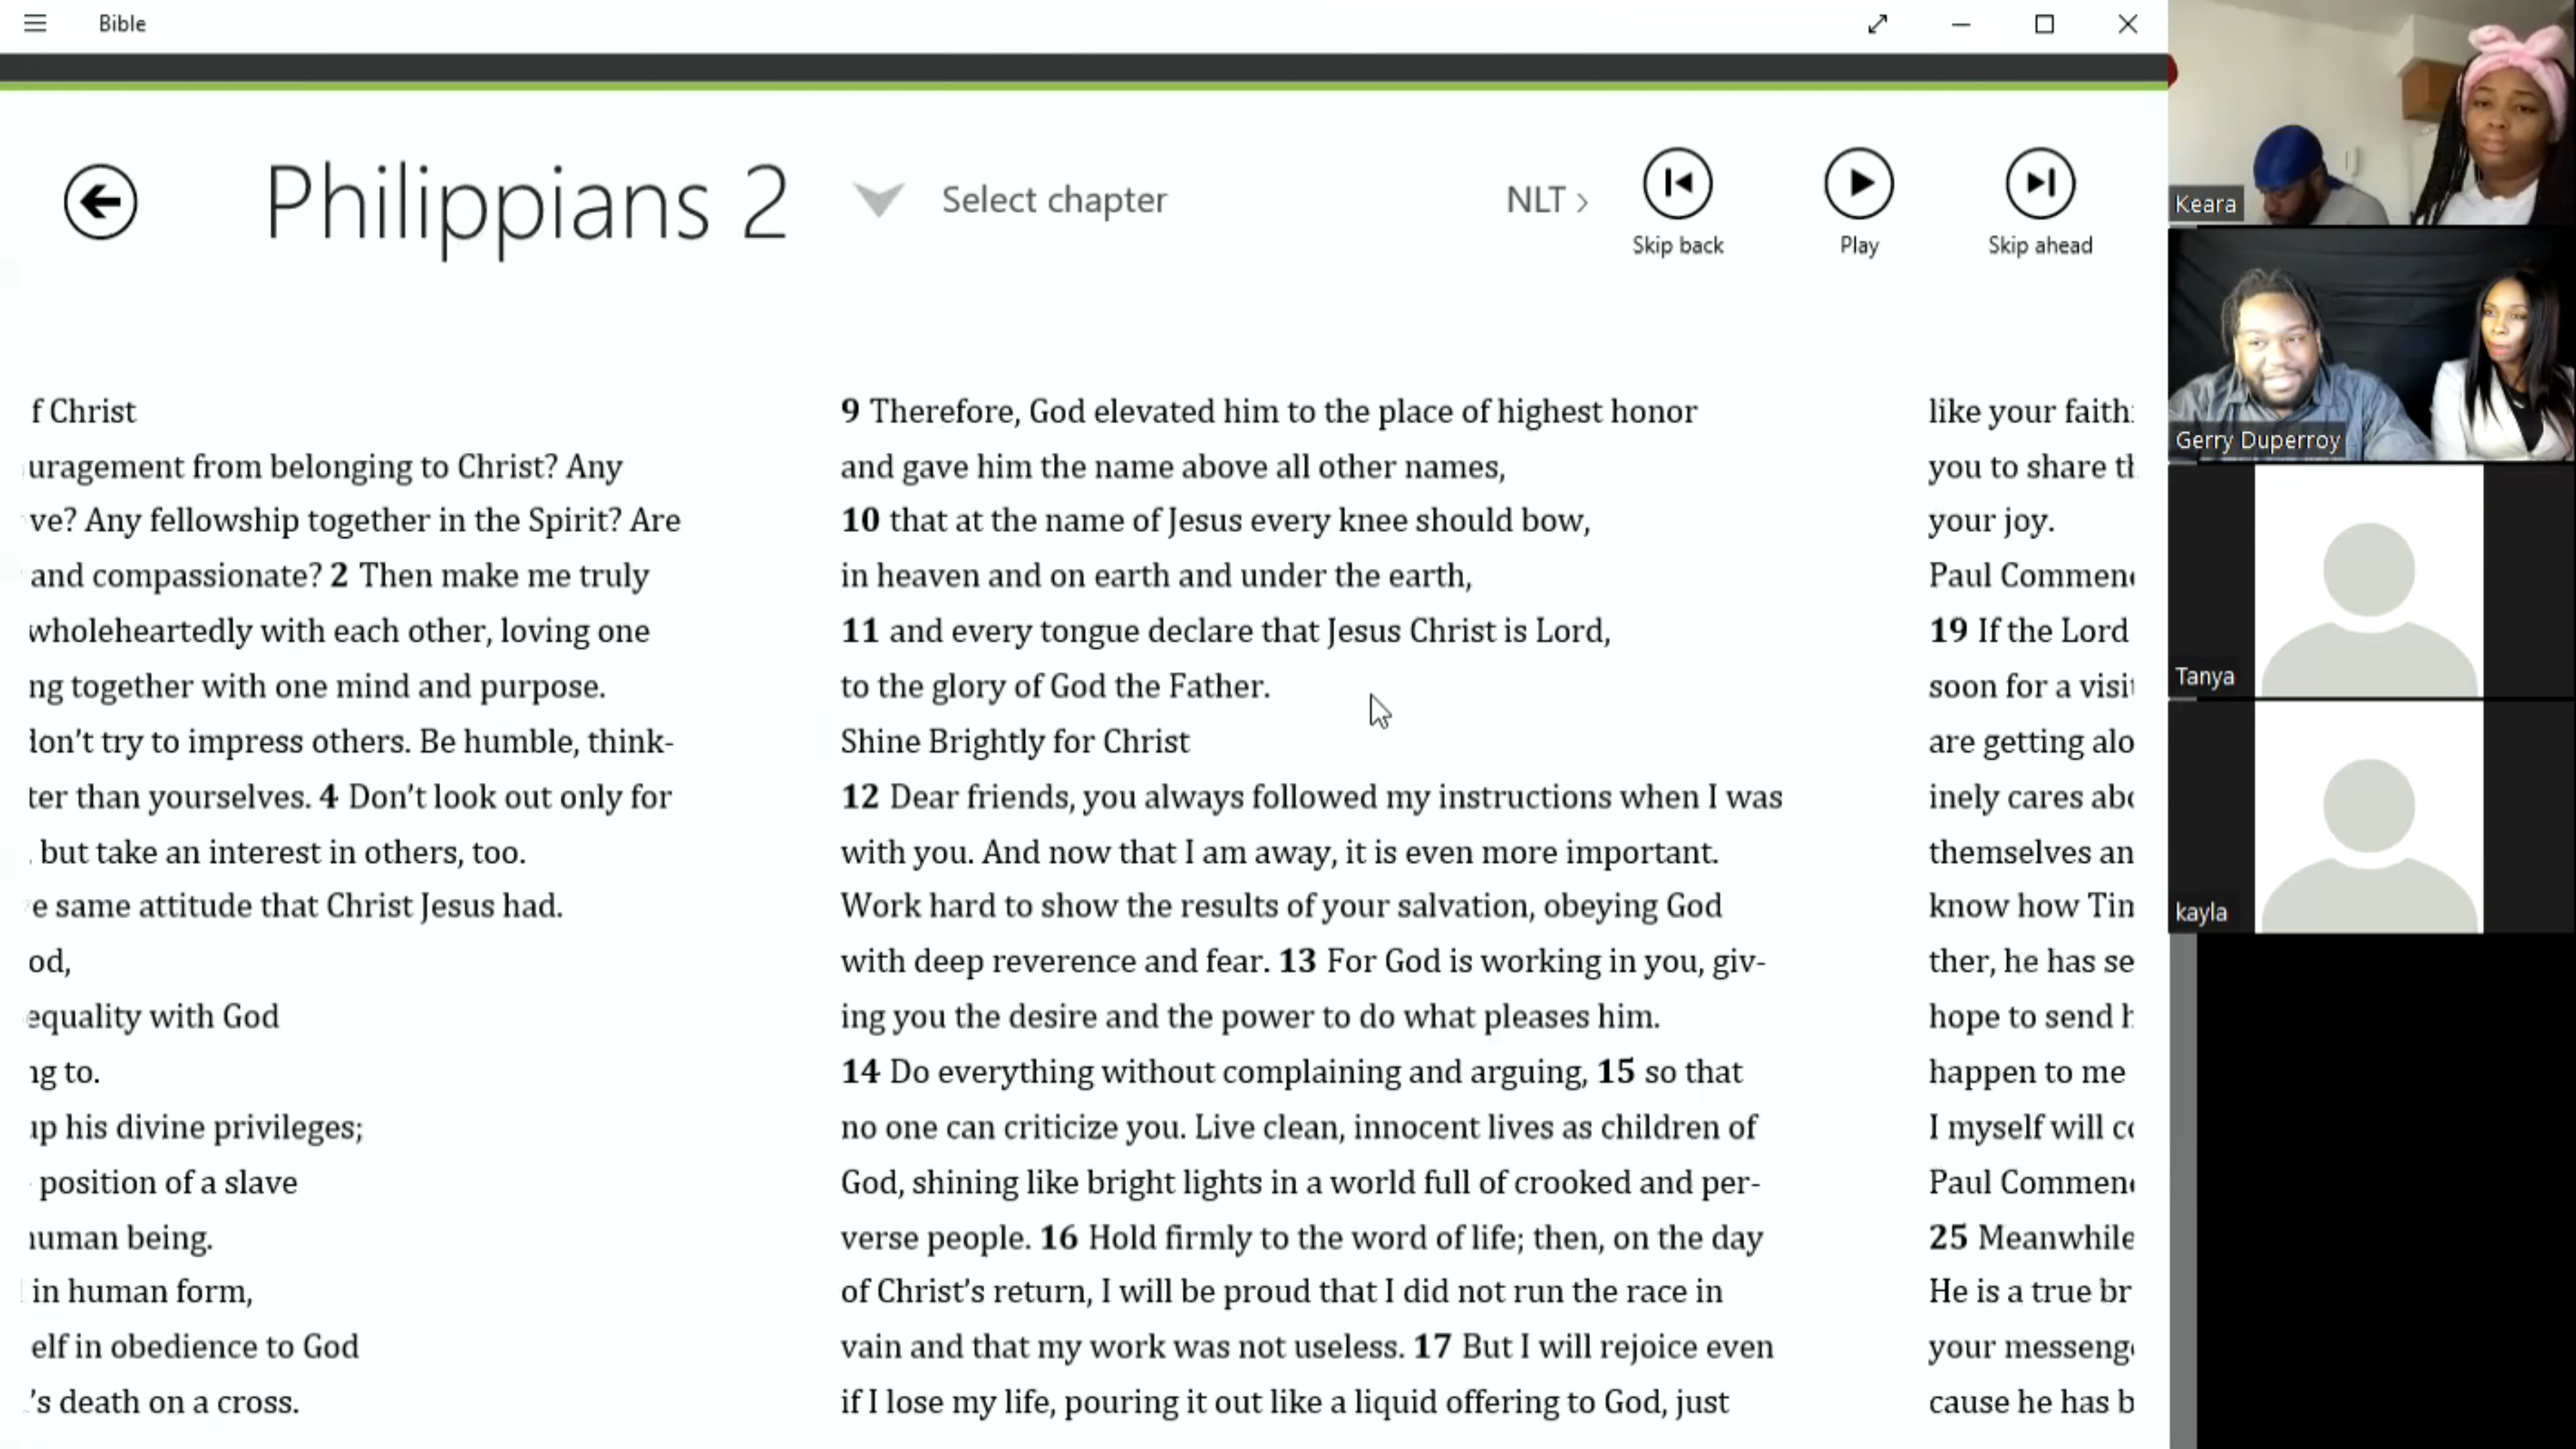 Bible
Philippians 2
Select chapter
NLT
Skip back
Play
Skip ahead
f Christ
uragement from belonging to Christ? Any
ve? Any fellowship together in the Spirit? Are
and compassionate? 2 Then make me truly
wholeheartedly with each other, loving one
ng together with one mind and purpose.
don't try to impress others. Be humble, think-
ter than yourselves. 4 Don't look out only for
, but take an interest in others, too.
e same attitude that Christ Jesus had.
od,
equality with God
ng to.
up his divine privileges;
position of a slave
human being.
in human form,
elf in obedience to God
's death on a cross.
9 Therefore, God elevated him to the place of highest honor
and gave him the name above all other names,
10 that at the name of Jesus every knee should bow,
in heaven and on earth and under the earth,
11 and every tongue declare that Jesus Christ is Lord,
to the glory of God the Father.
Shine Brightly for Christ
12 Dear friends, you always followed my instructions when I was
with you. And now that I am away, it is even more important.
Work hard to show the results of your salvation, obeying God
with deep reverence and fear. 13 For God is working in you, giv-
ing you the desire and the power to do what pleases him.
14 Do everything without complaining and arguing, 15 so that
no one can criticize you. Live clean, innocent lives as children of
God, shining like bright lights in a world full of crooked and per-
verse people. 16 Hold firmly to the word of life; then, on the day
of Christ's return, I will be proud that I did not run the race in
vain and that my work was not useless. 17 But I will rejoice even
if I lose my life, pouring it out like a liquid offering to God, just
like your faith
you to share th
your joy.
Paul Commen
19 If the Lord
soon for a visit
are getting alo
inely cares abo
themselves an
know how Tim
ther, he has se
hope to send h
happen to me
I myself will co
Paul Commen
25 Meanwhile
He is a true br
your messeng
cause he has b
Keara
Gerry Duperroy
Tanya
kayla